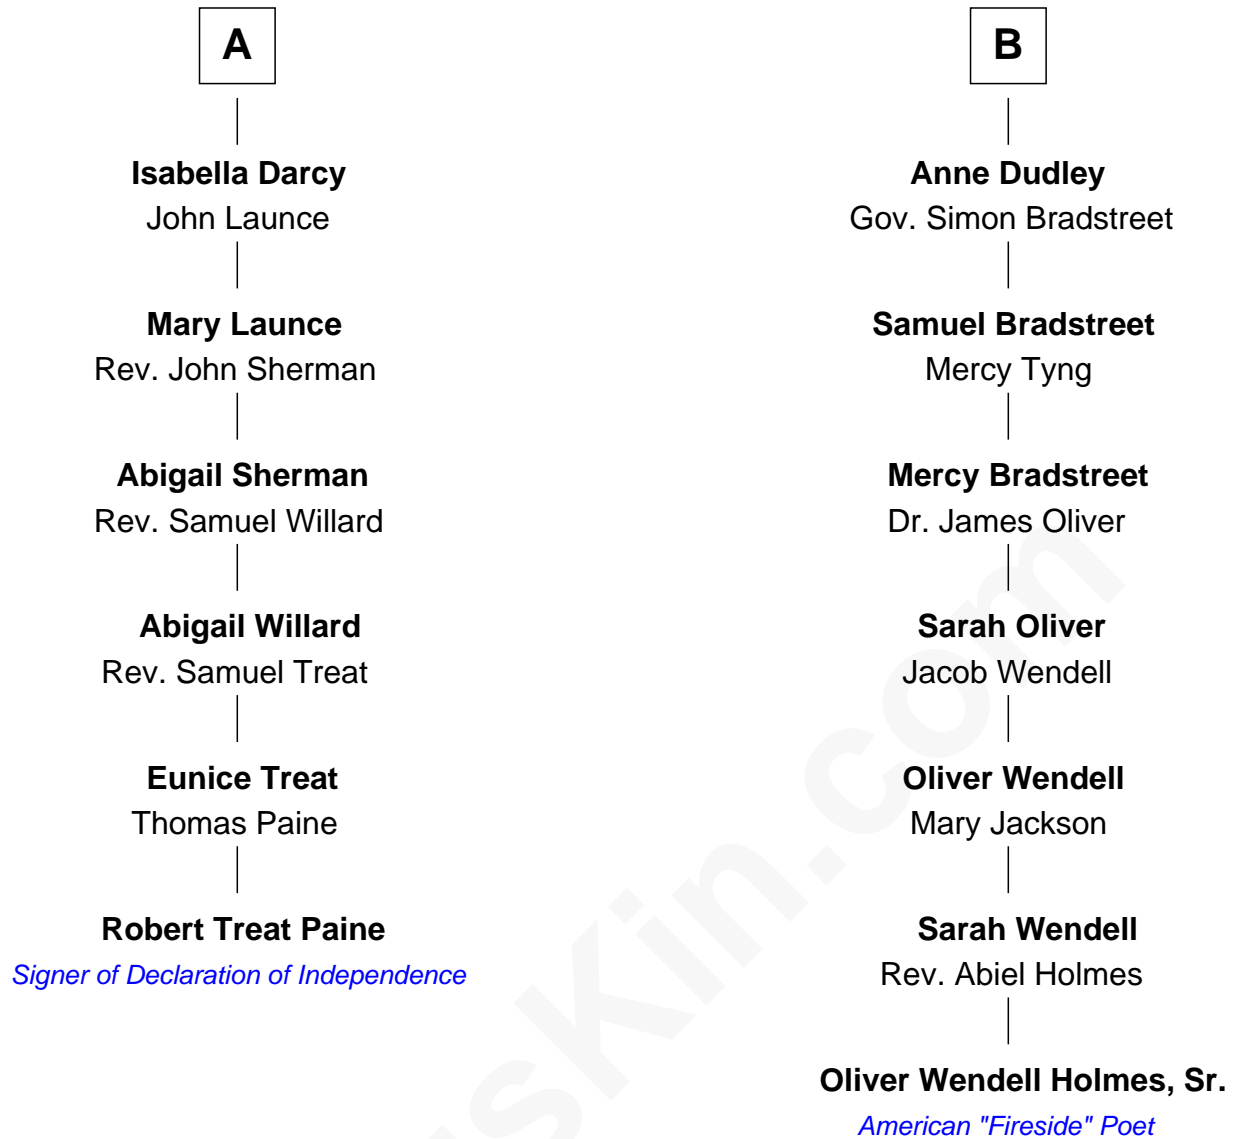 A
Isabella Darcy
John Launce
Mary Launce
Rev. John Sherman
Abigail Sherman
Rev. Samuel Willard
Abigail Willard
Rev. Samuel Treat
Eunice Treat
Thomas Paine
Robert Treat Paine
Signer of Declaration of Independence
B
Anne Dudley
Gov. Simon Bradstreet
Samuel Bradstreet
Mercy Tyng
Mercy Bradstreet
Dr. James Oliver
Sarah Oliver
Jacob Wendell
Oliver Wendell
Mary Jackson
Sarah Wendell
Rev. Abiel Holmes
Oliver Wendell Holmes, Sr.
American "Fireside" Poet
sKin.com